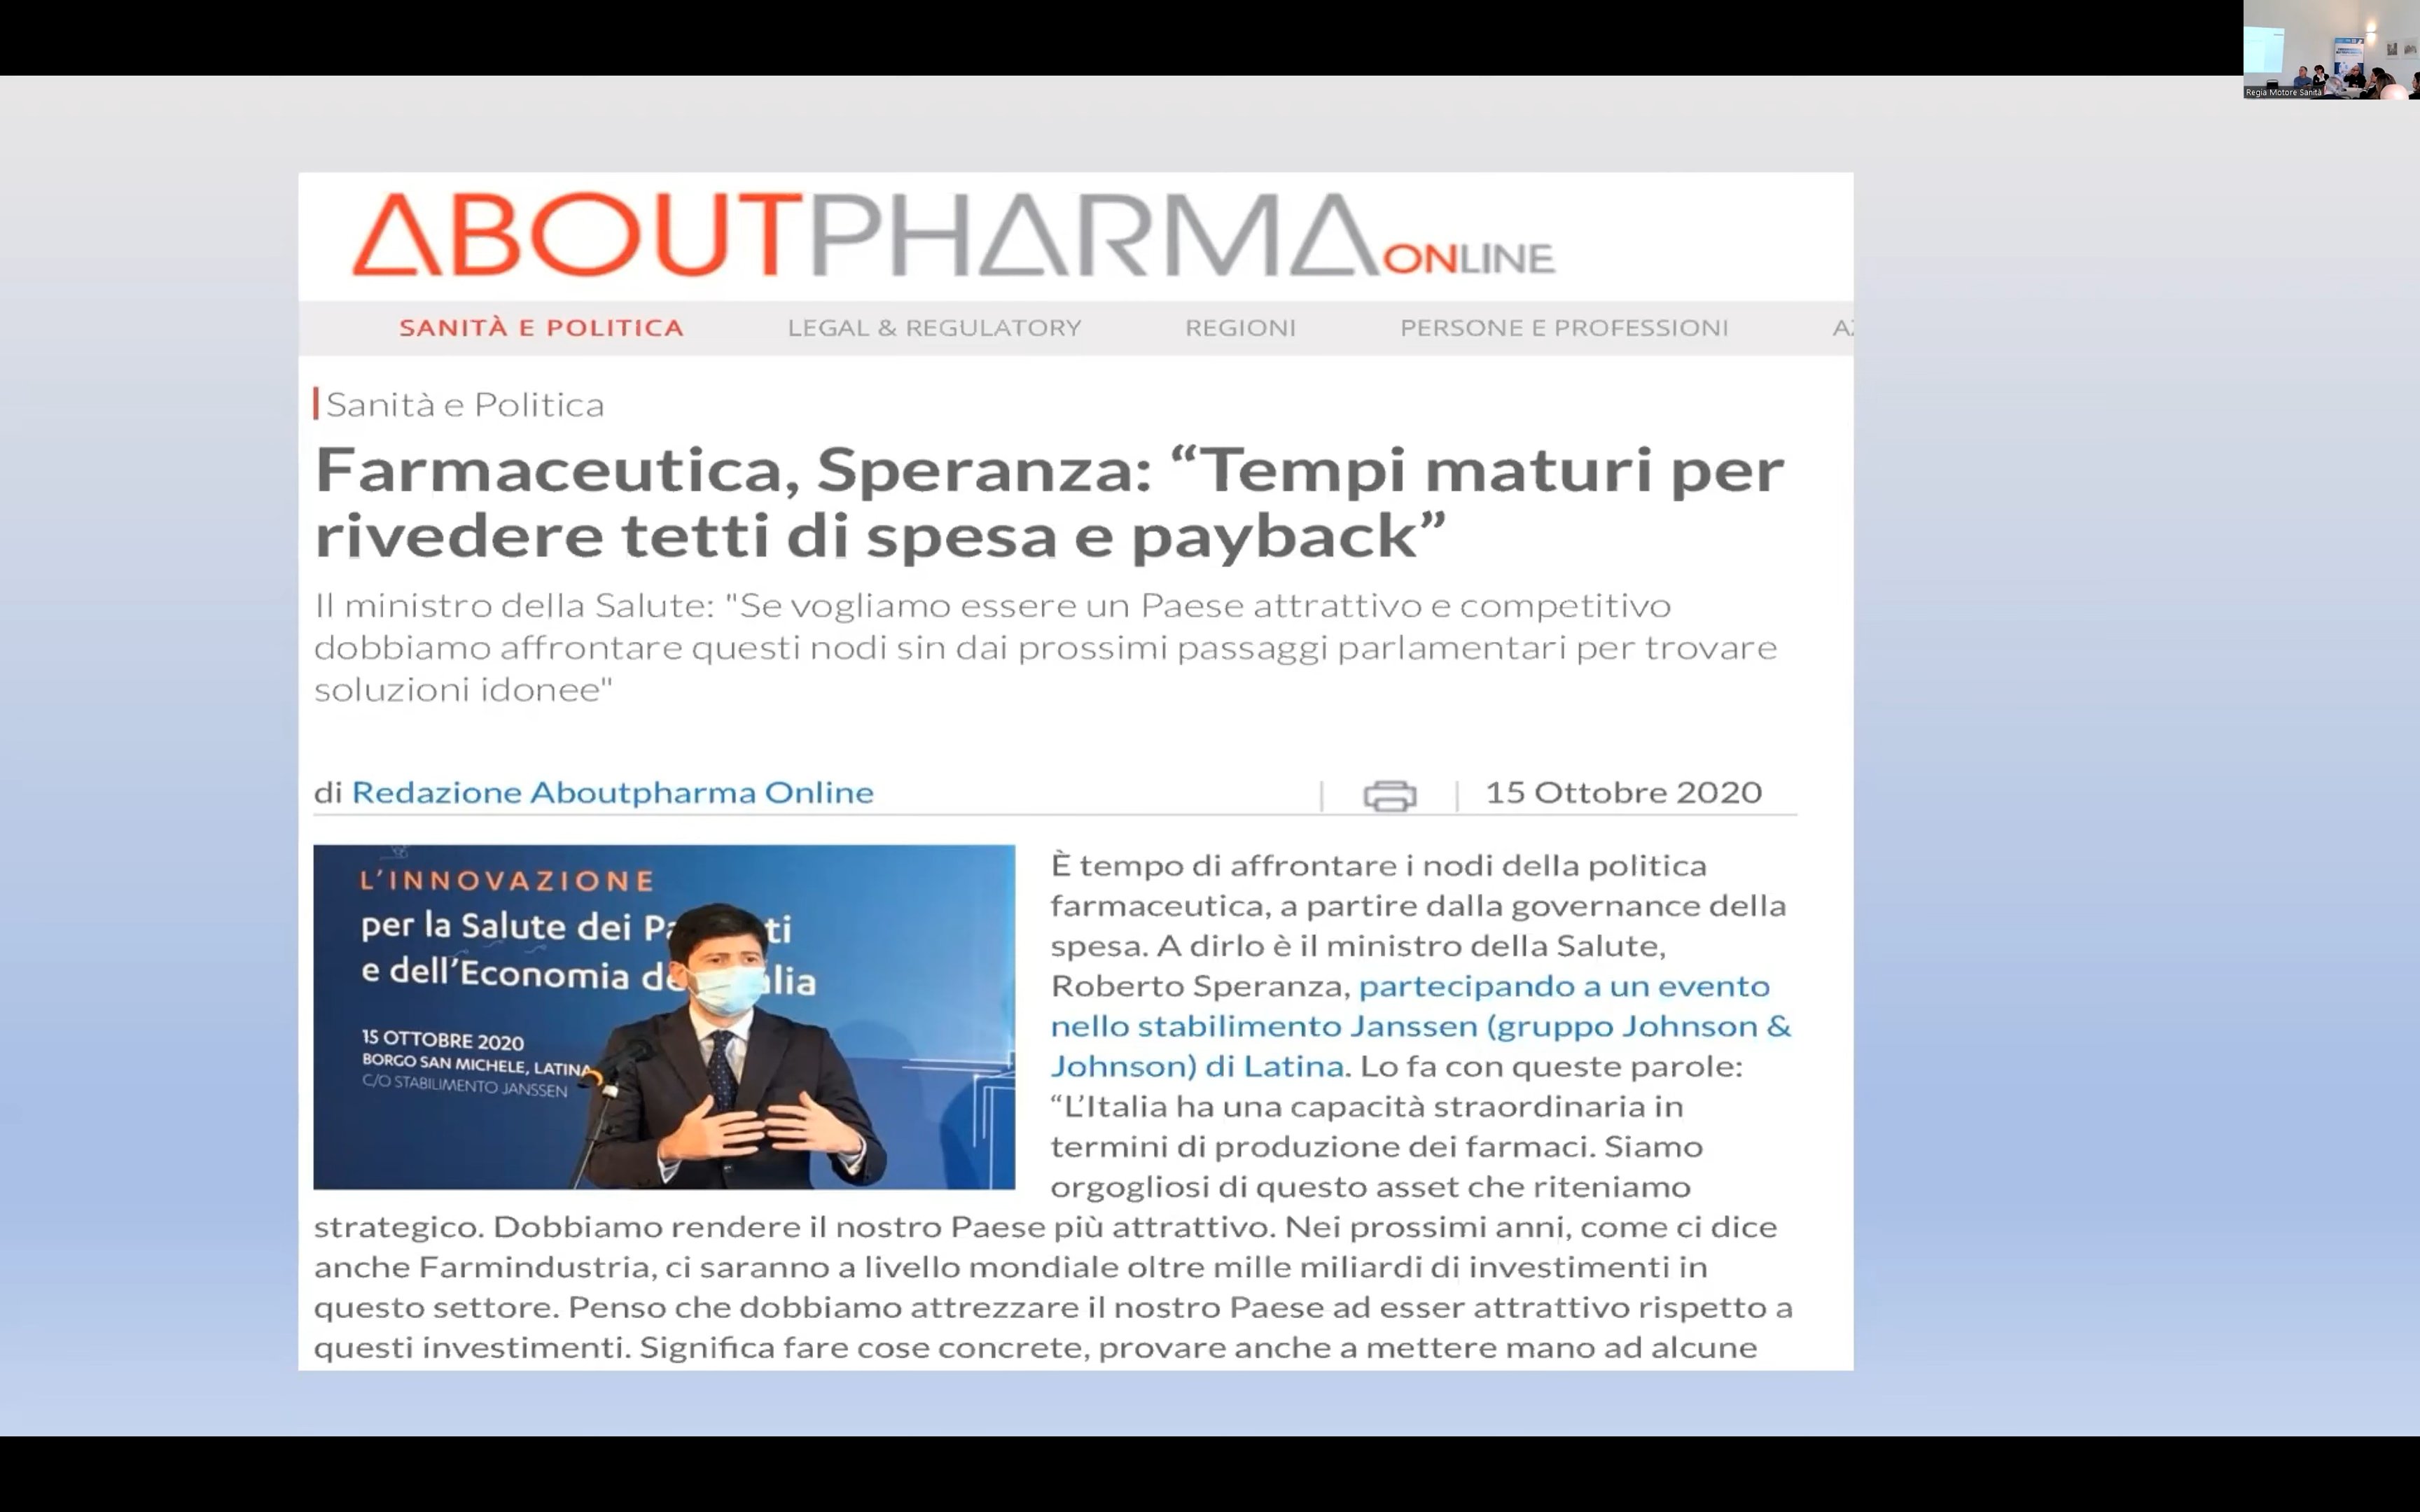 Regia Motore Sanità
ABOUTPHARMAONLINE
SANITÀ E POLITICA LEGAL & REGULATORY REGIONI PERSONE E PROFESSIONI
Sanità e Politica
Farmaceutica, Speranza: “Tempi maturi per
rivedere tetti di spesa e payback”
Il ministro della Salute: "Se vogliamo essere un Paese attrattivo e competitivo
dobbiamo affrontare questi nodi sin dai prossimi passaggi parlamentari per trovare
soluzioni idonee"
di Redazione Aboutpharma Online 15 Ottobre 2020
L’INNOVAZIONE
per la Salute dei Pa ti
e dell’Economia de alia
15 OTTOBRE 2020
BORGO SAN MICHELE, LATINA
C/O STABILIMENTO JANSSEN
È tempo di affrontare i nodi della politica
farmaceutica, a partire dalla governance della
spesa. A dirlo è il ministro della Salute,
Roberto Speranza, partecipando a un evento
nello stabilimento Janssen (gruppo Johnson &
Johnson) di Latina. Lo fa con queste parole:
“L’Italia ha una capacità straordinaria in
termini di produzione dei farmaci. Siamo
orgogliosi di questo asset che riteniamo
strategico. Dobbiamo rendere il nostro Paese più attrattivo. Nei prossimi anni, come ci dice
anche Farmindustria, ci saranno a livello mondiale oltre mille miliardi di investimenti in
questo settore. Penso che dobbiamo attrezzare il nostro Paese ad esser attrattivo rispetto a
questi investimenti. Significa fare cose concrete, provare anche a mettere mano ad alcune